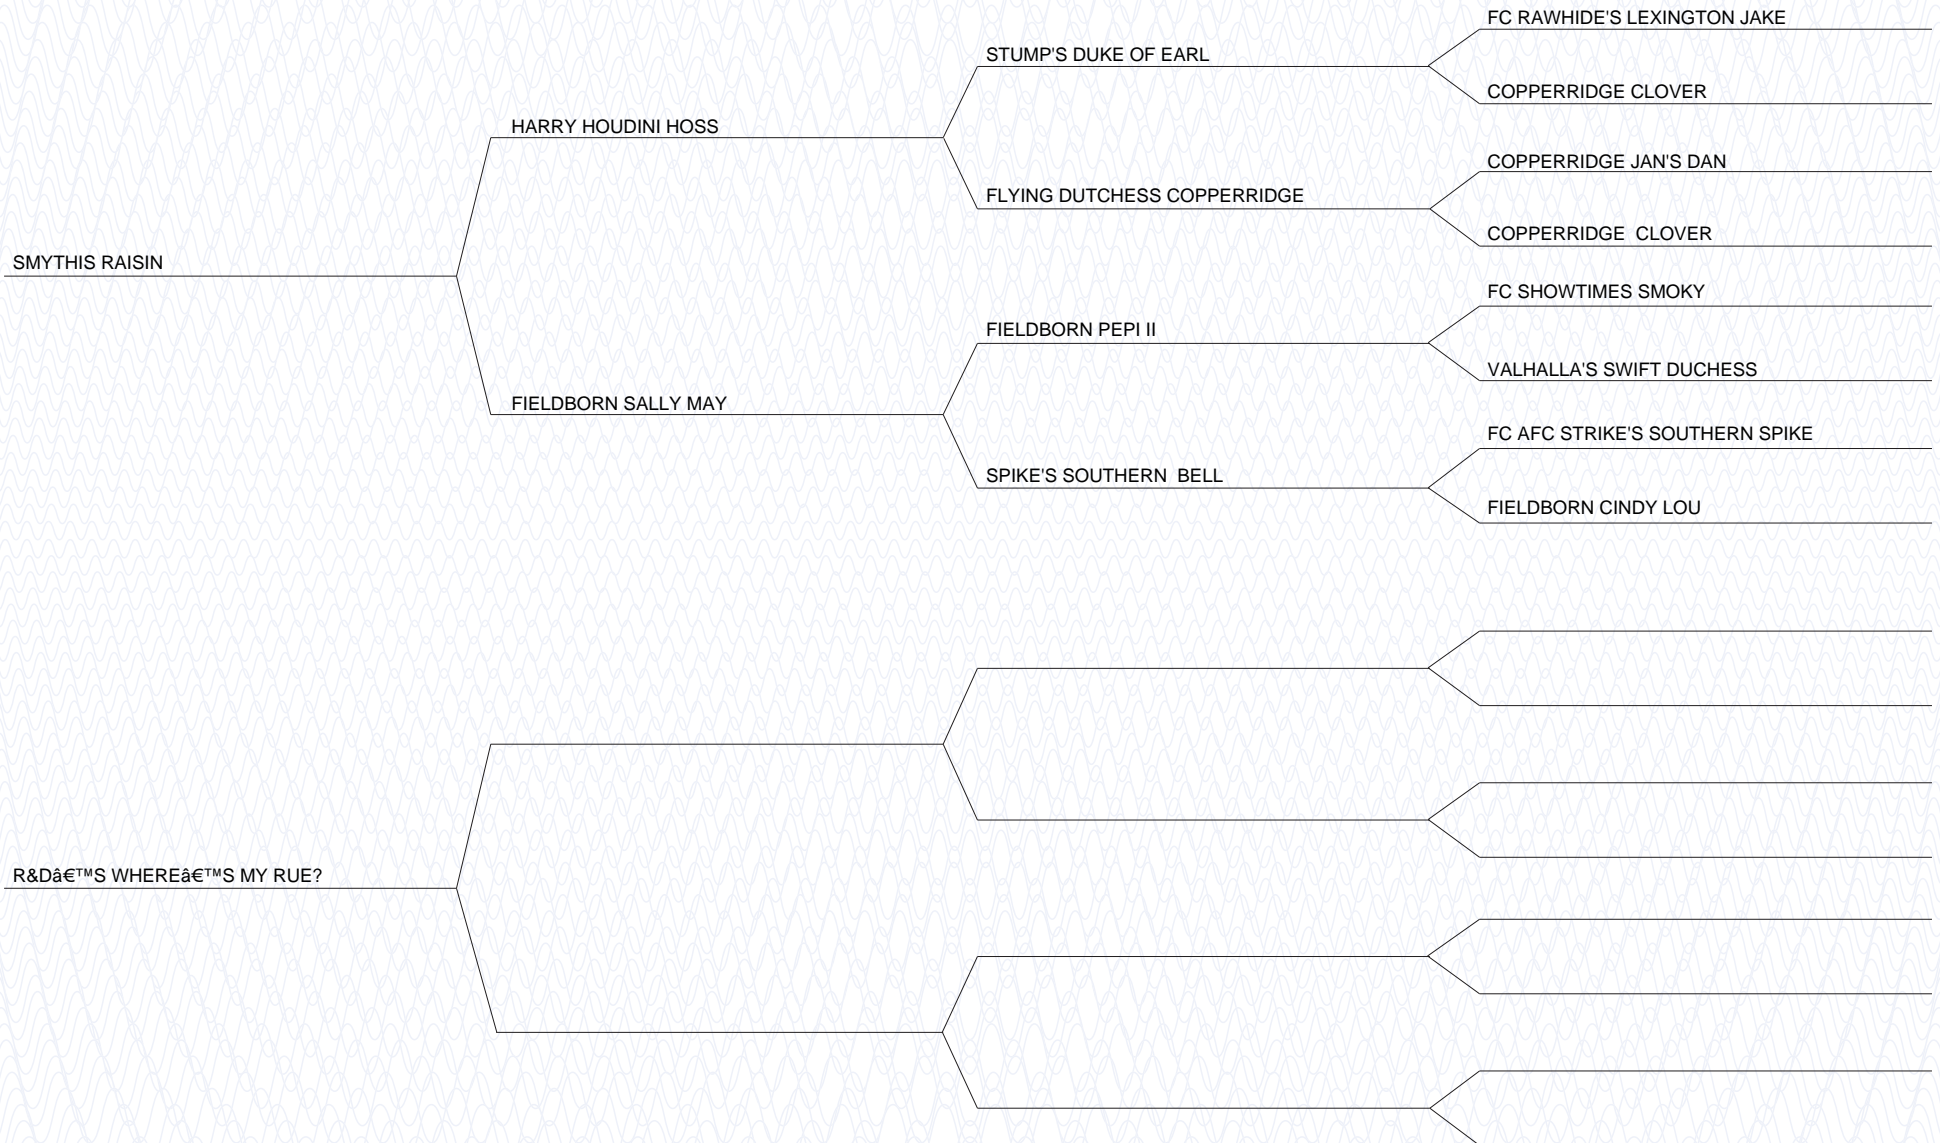 FC RAWHIDE'S LEXINGTON JAKE
STUMP'S DUKE OF EARL
COPPERRIDGE CLOVER
HARRY HOUDINI HOSS
COPPERRIDGE JAN'S DAN
FLYING DUTCHESS COPPERRIDGE
COPPERRIDGE  CLOVER
SMYTHIS RAISIN
FC SHOWTIMES SMOKY
FIELDBORN PEPI II
VALHALLA'S SWIFT DUCHESS
FIELDBORN SALLY MAY
FC AFC STRIKE'S SOUTHERN SPIKE
SPIKE'S SOUTHERN  BELL
FIELDBORN CINDY LOU
R&Dâ€™S WHEREâ€™S MY RUE?